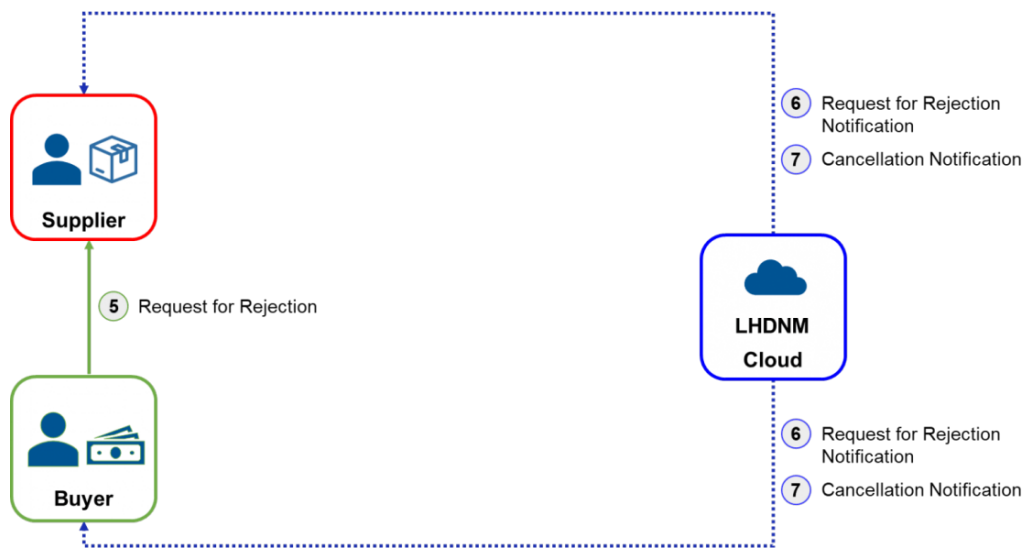 6 Request for Rejection
Notification
7 Cancellation Notification
Supplier
5 Request for Rejection
LHDNM
Cloud
6 Request for Rejection
Notification
7 Cancellation Notification
Buyer